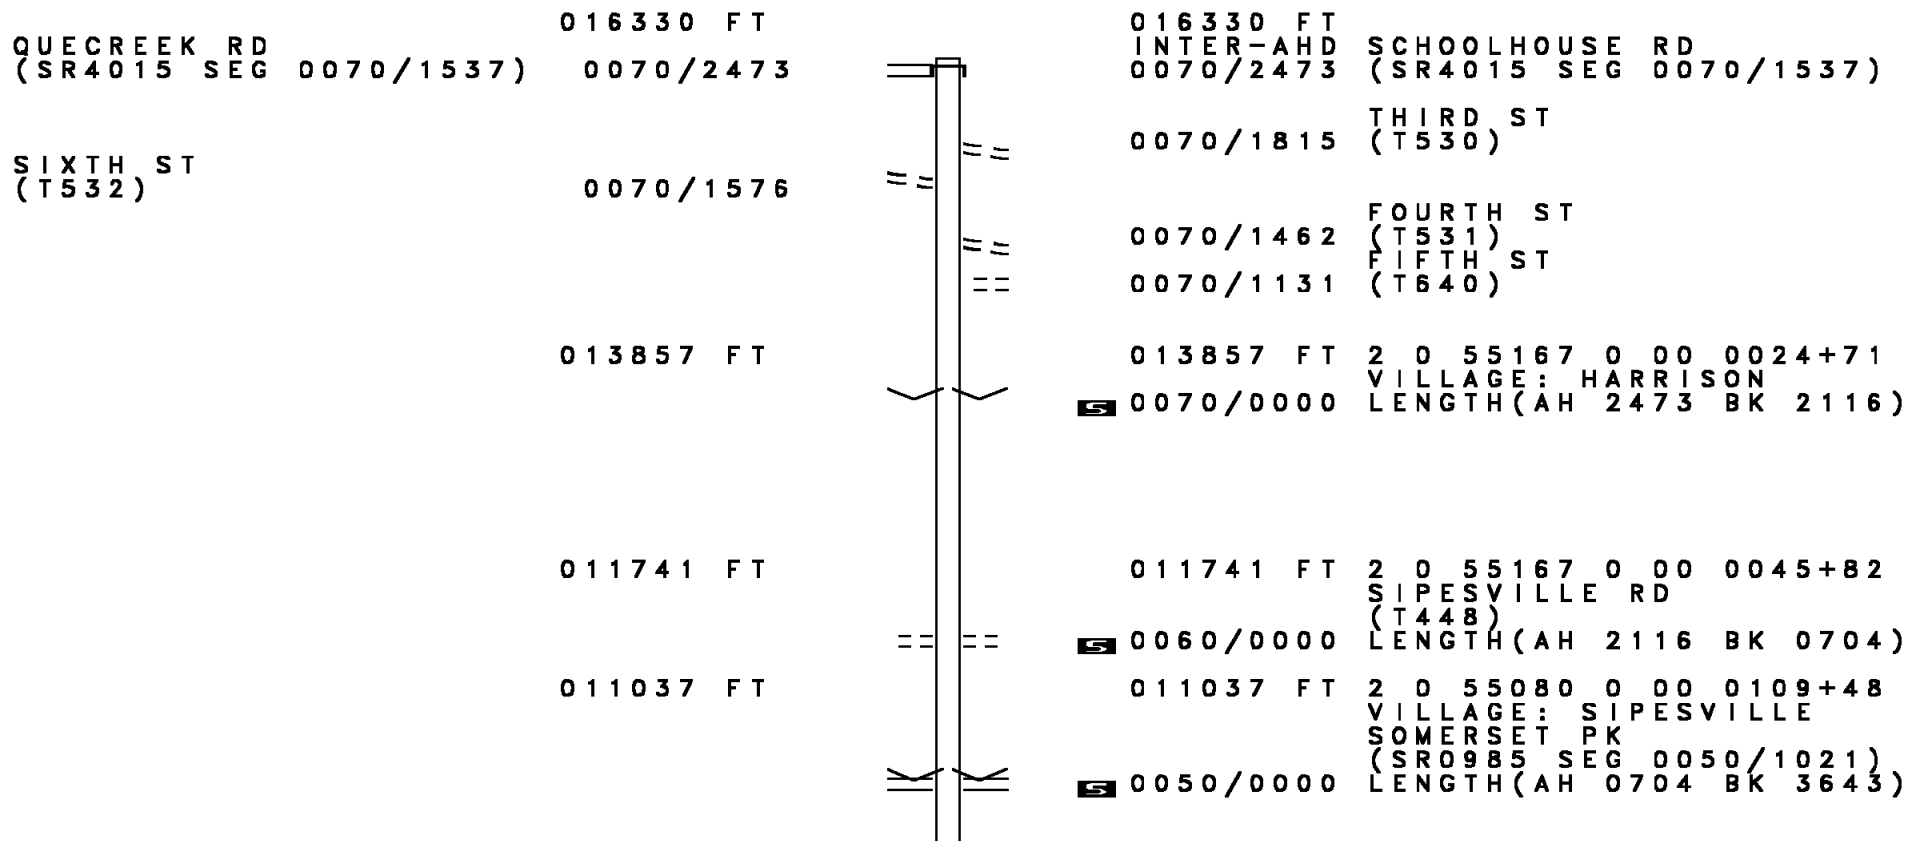 016330 FT 016330 FT
QUECREEK RD INTER-AHD SCHOOLHOUSE RD
(SR4015 SEG 0070/1537) 0070/2473 0070/2473 (SR4015 SEG 0070/1537)
THIRD ST
0070/1815 (T530)
SIXTH ST
(T532) 0070/1576
FOURTH ST
0070/1462 (T531)
FIFTH ST
0070/1131 (T640)
013857 FT 013857 FT 2 0 55167 0 00 0024+71
VILLAGE: HARRISON
S 0070/0000 LENGTH(AH 2473 BK 2116)
011741 FT 011741 FT 2 0 55167 0 00 0045+82
SIPESVILLE RD
(T448)
S 0060/0000 LENGTH(AH 2116 BK 0704)
011037 FT 011037 FT 2 0 55080 0 00 0109+48
VILLAGE: SIPESVILLE
SOMERSET PK
(SR0985 SEG 0050/1021)
S 0050/0000 LENGTH(AH 0704 BK 3643)